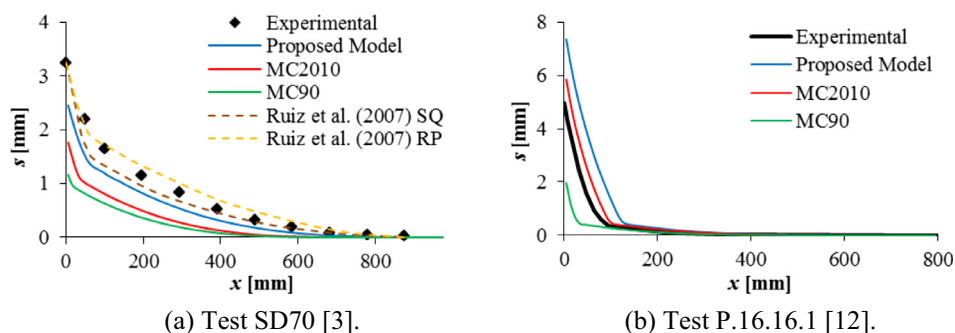 4
3
2
1
0
s [mm]
0 200 400 600 800
x [mm]
Experimental
Proposed Model
MC2010
MC90
Ruiz et al. (2007) SQ
Ruiz et al. (2007) RP
(a) Test SD70 [3].
8
6
4
2
0
s [mm]
0 200 400 600 800
x [mm]
Experimental
Proposed Model
MC2010
MC90
(b) Test P.16.16.1 [12].